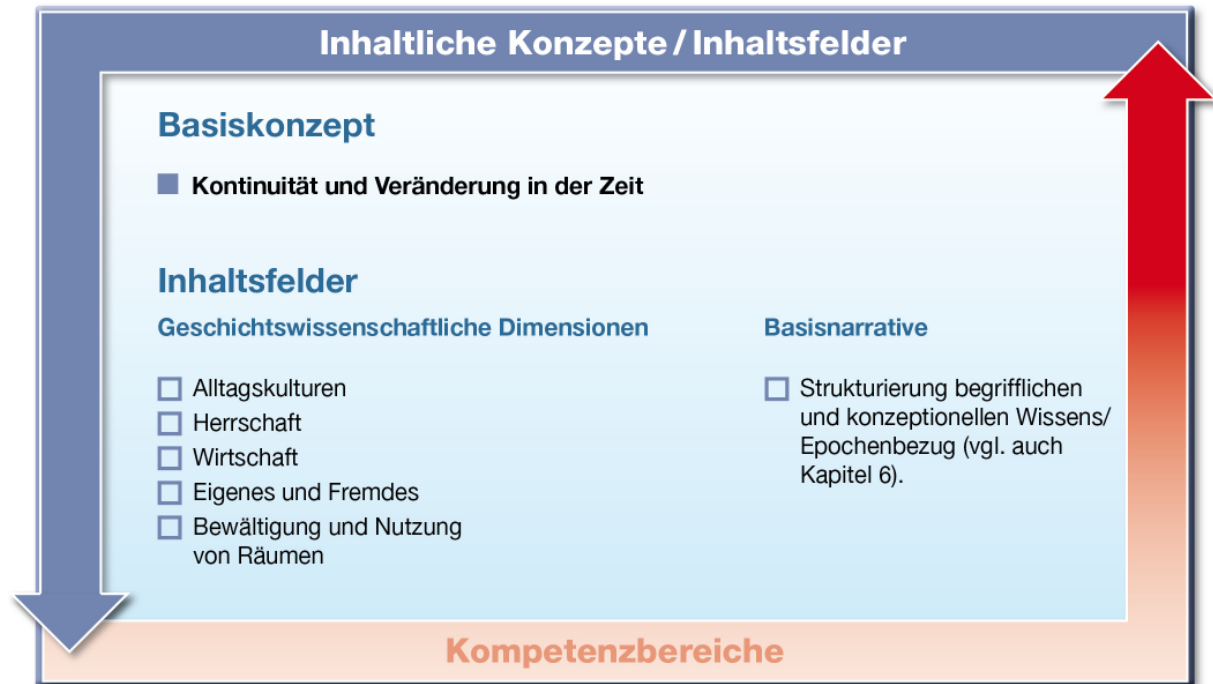 Inhaltliche Konzepte / Inhaltsfelder
Basiskonzept
Kontinuität und Veränderung in der Zeit
Inhaltsfelder
Geschichtswissenschaftliche Dimensionen
Alltagskulturen
Herrschaft
Wirtschaft
Eigenes und Fremdes
Bewältigung und Nutzung
von Räumen
Basisnarrative
Strukturierung begrifflichen
und konzeptionellen Wissens/
Epochenbezug (vgl. auch
Kapitel 6).
Kompetenzbereiche